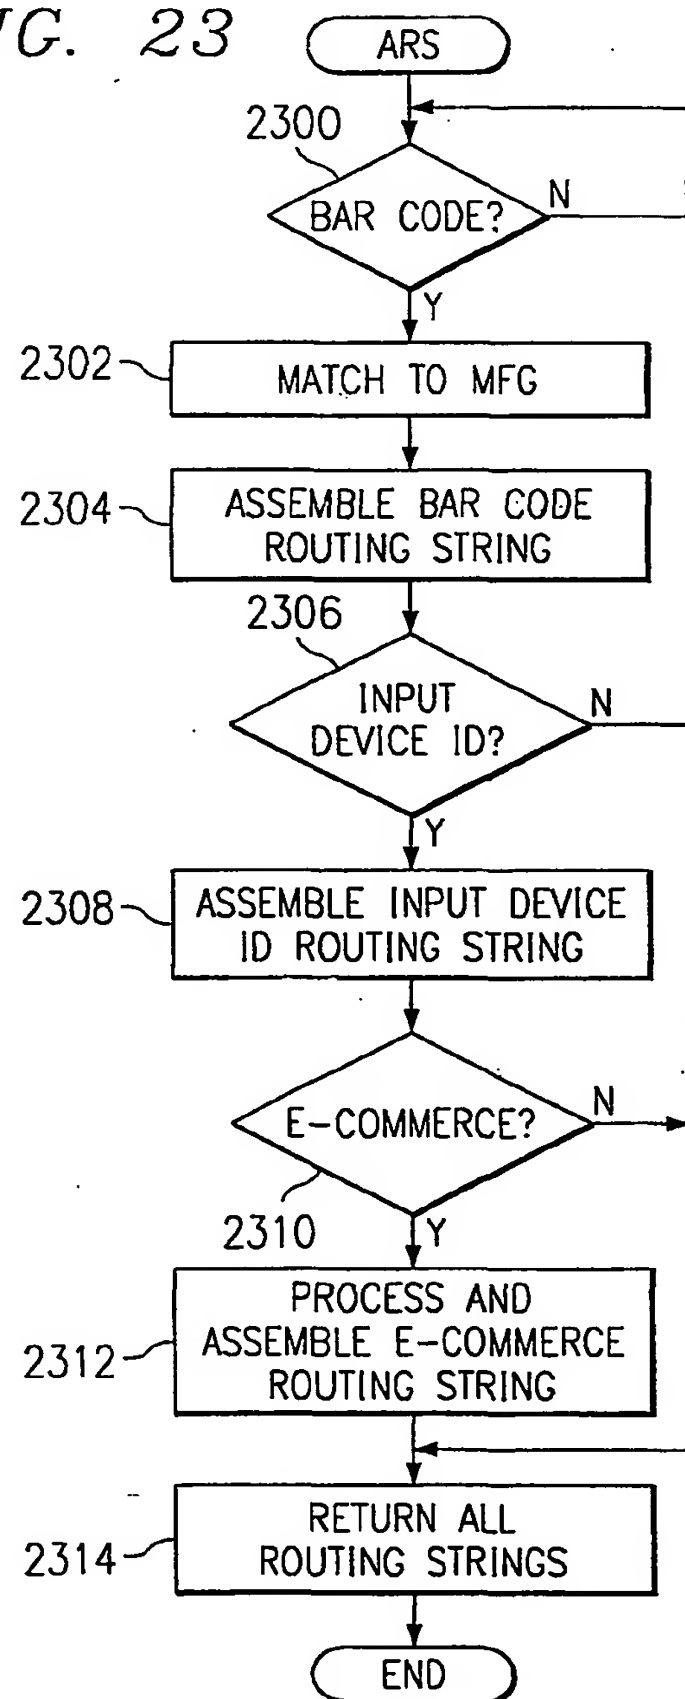 IG. 23
ARS
2300
BAR CODE?
N
Y
2302
MATCH TO MFG
2304
ASSEMBLE BAR CODE
ROUTING STRING
2306
INPUT
DEVICE ID?
N
Y
2308
ASSEMBLE INPUT DEVICE
ID ROUTING STRING
E-COMMERCE?
N
2310
Y
2312
PROCESS AND
ASSEMBLE E-COMMERCE
ROUTING STRING
2314
RETURN ALL
ROUTING STRINGS
END